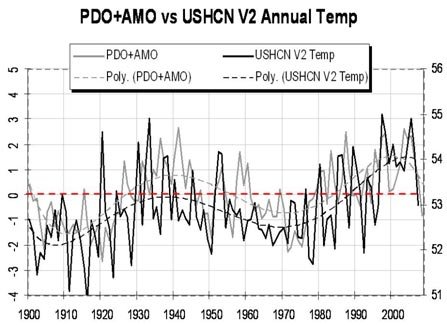 PDO+AMO vs USHCN V2 Annual Temp
PDO+AMO USHCN V2 Temp
Poly. (PDO+AMO) Poly. (USHCN V2 Temp)
5 56
4
3 55
2
1 54
0
-1 53
-2 52
-3
-4 51
1900 1910 1920 1930 1940 1950 1960 1970 1980 1990 2000